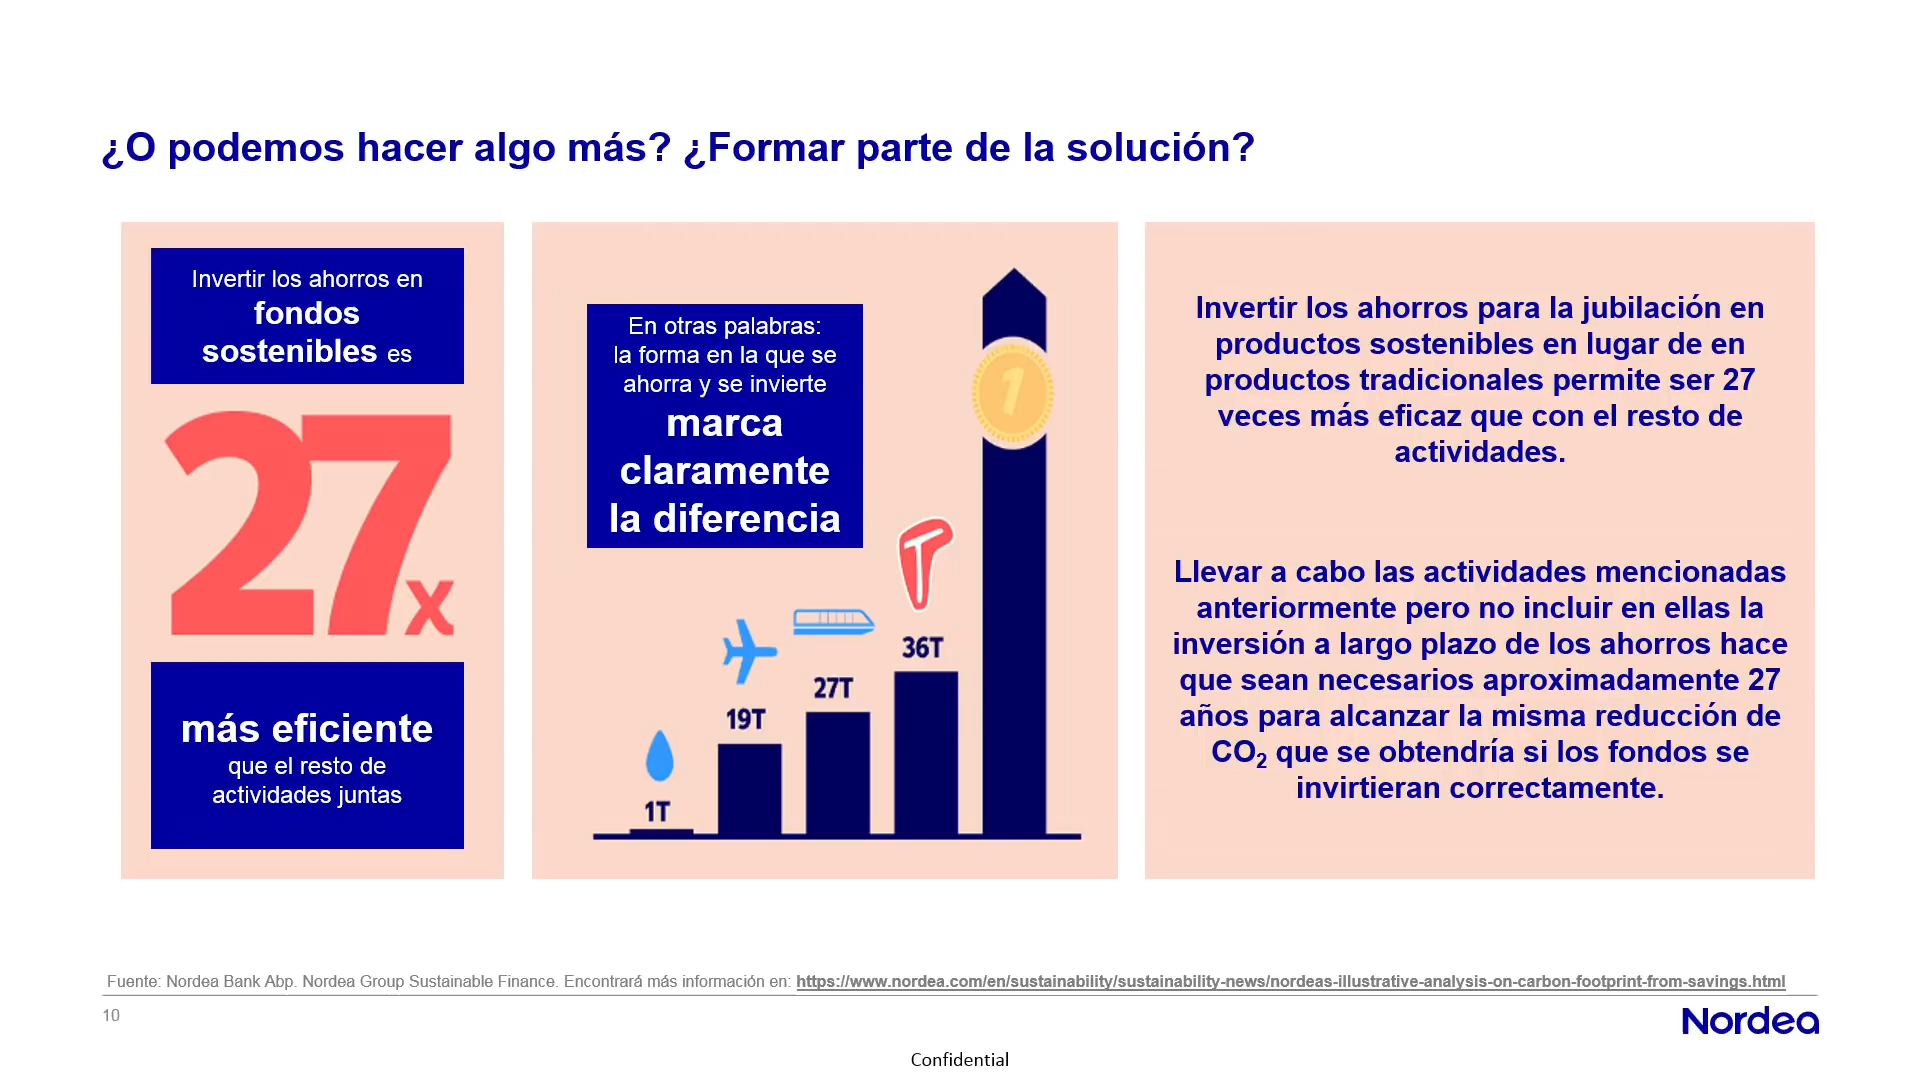 ¿O podemos hacer algo más? ¿Formar parte de la solución?
Invertir los ahorros en
fondos
sostenibles es
27x
más eficiente
que el resto de
actividades juntas
En otras palabras:
la forma en la que se
ahorra y se invierte
marca
claramente
la diferencia
1T
19T
27T
36T
1
Invertir los ahorros para la jubilación en
productos sostenibles en lugar de en
productos tradicionales permite ser 27
veces más eficaz que con el resto de
actividades.
Llevar a cabo las actividades mencionadas
anteriormente pero no incluir en ellas la
inversión a largo plazo de los ahorros hace
que sean necesarios aproximadamente 27
años para alcanzar la misma reducción de
CO₂ que se obtendría si los fondos se
invirtieran correctamente.
Fuente: Nordea Bank Abp. Nordea Group Sustainable Finance. Encontrará más información en: https://www.nordea.com/en/sustainability/sustainability-news/nordeas-illustrative-analysis-on-carbon-footprint-from-savings.html
10
Nordea
Confidential